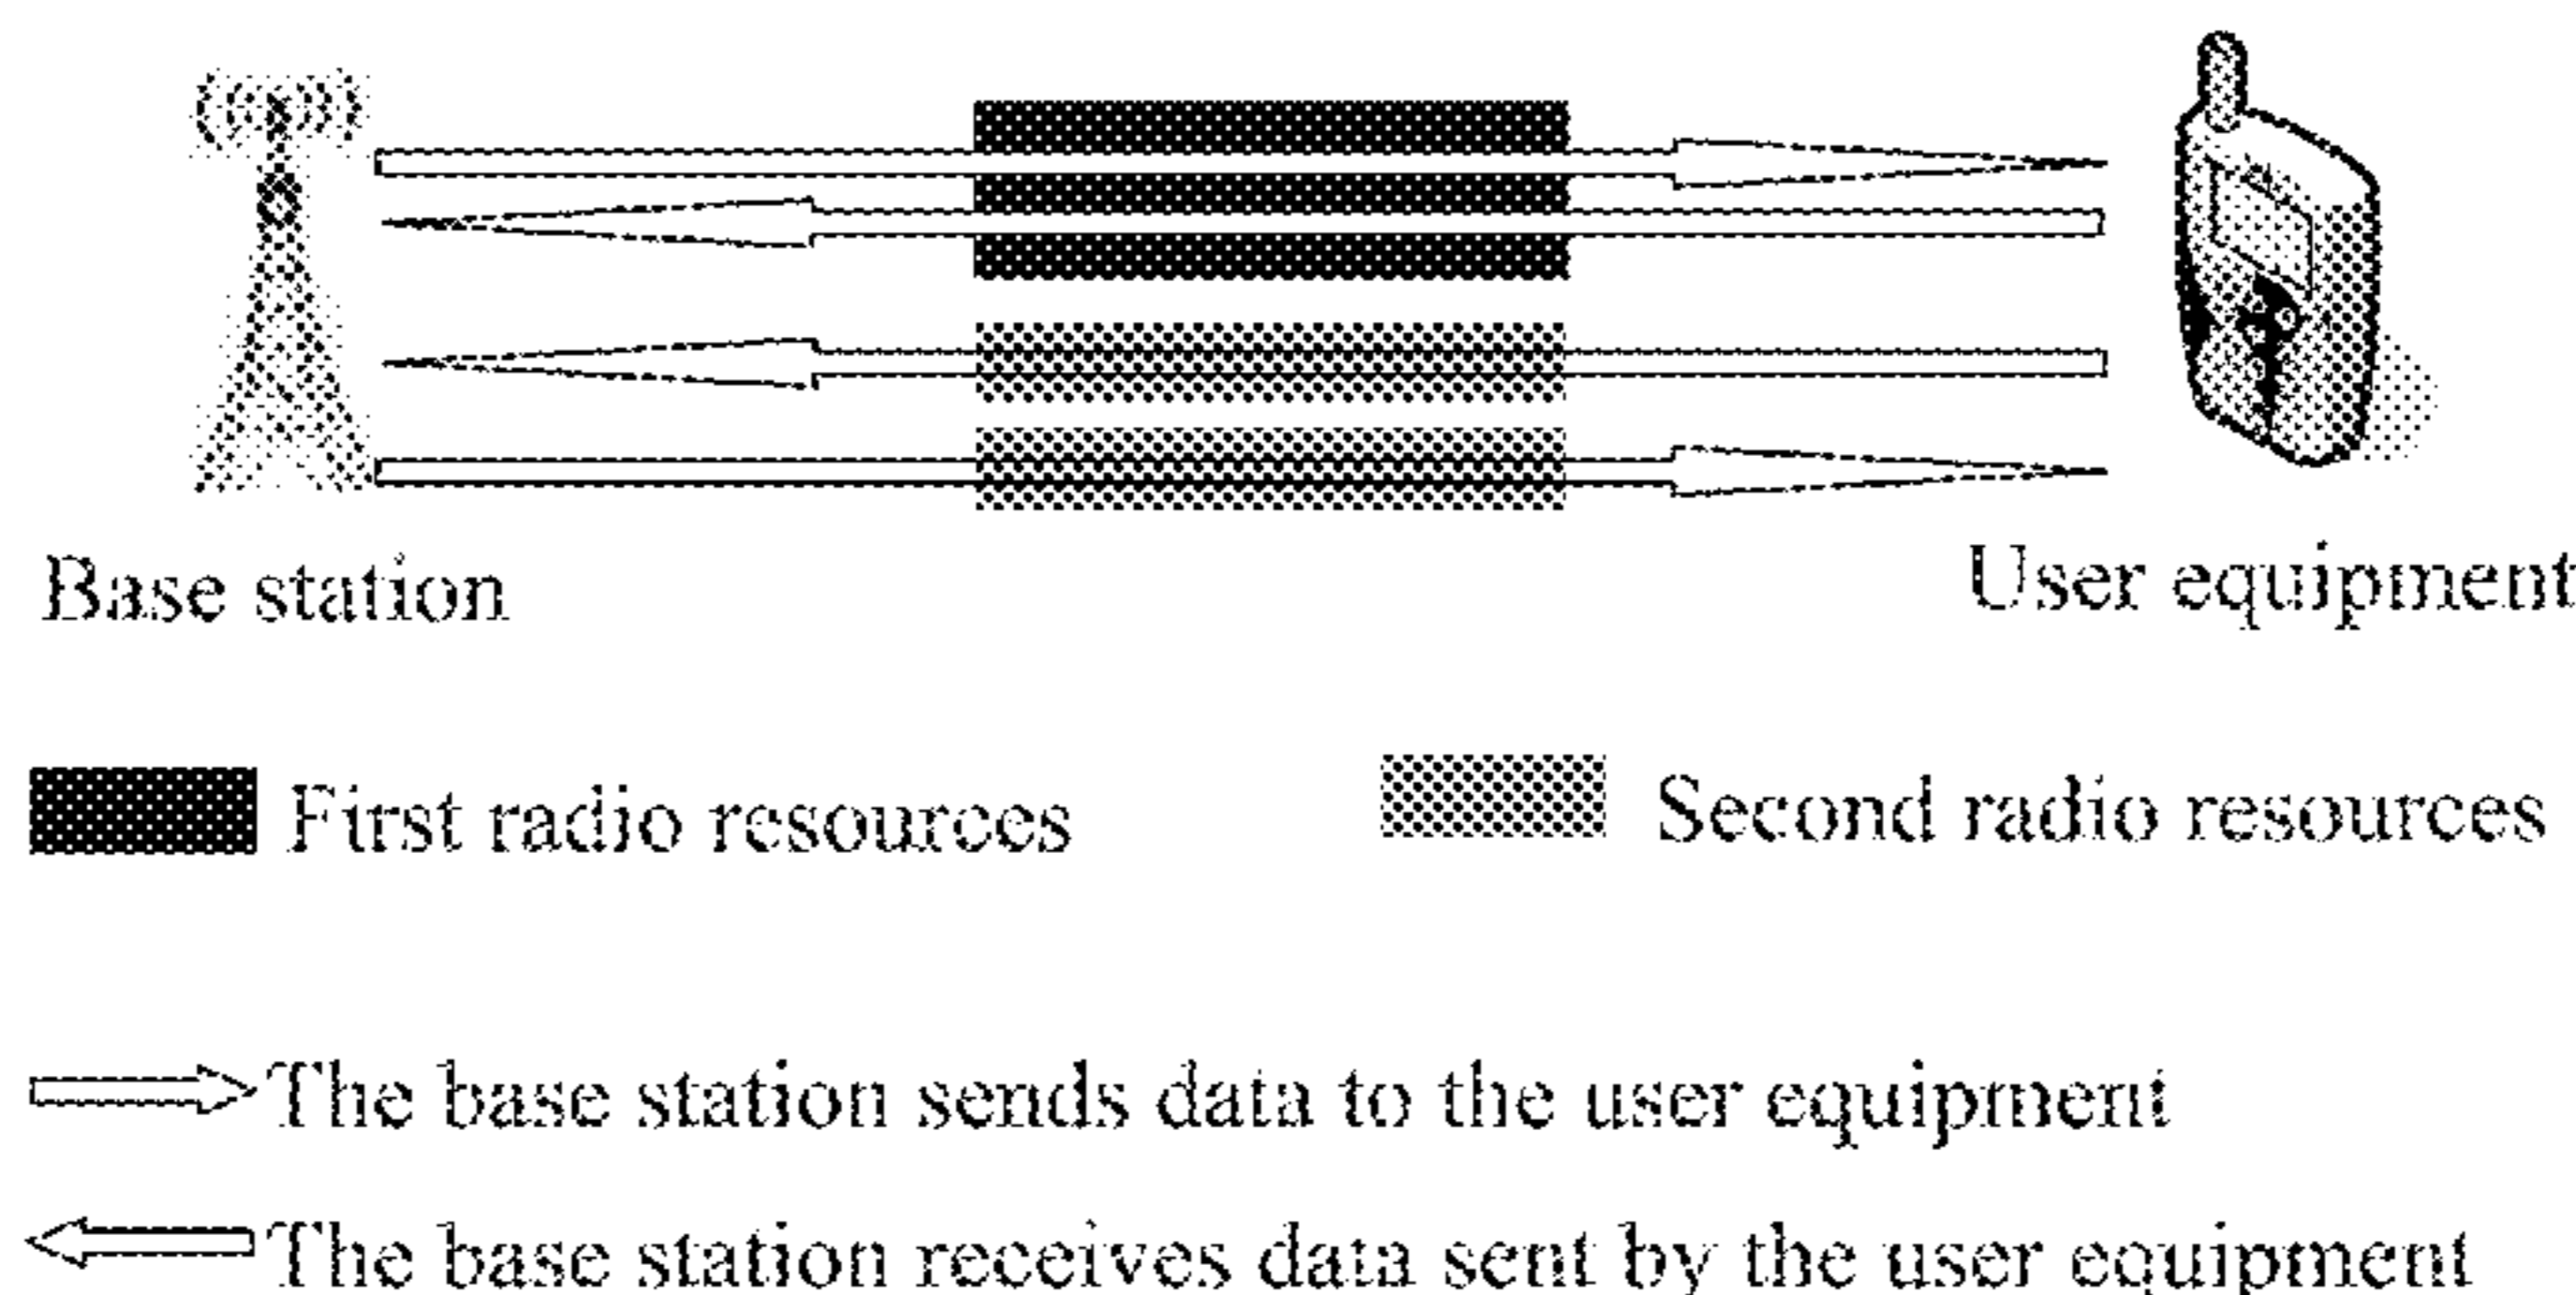 Base station
User equipment
First radio resources
Second radio resources
The base station sends data to the user equipment
The base station receives data sent by the user equipment